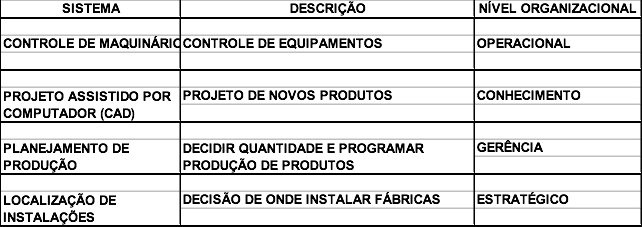 SISTEMA DESCRIÇÃO NÍVEL ORGANIZACIONAL
CONTROLE DE MAQUINÁRIO CONTROLE DE EQUIPAMENTOS OPERACIONAL
PROJETO ASSISTIDO POR PROJETO DE NOVOS PRODUTOS CONHECIMENTO
COMPUTADOR (CAD)
PLANEJAMENTO DE DECIDIR QUANTIDADE E PROGRAMAR GERÊNCIA
PRODUÇÃO PRODUÇÃO DE PRODUTOS
LOCALIZAÇÃO DE DECISÃO DE ONDE INSTALAR FÁBRICAS ESTRATÉGICO
INSTALAÇÕES